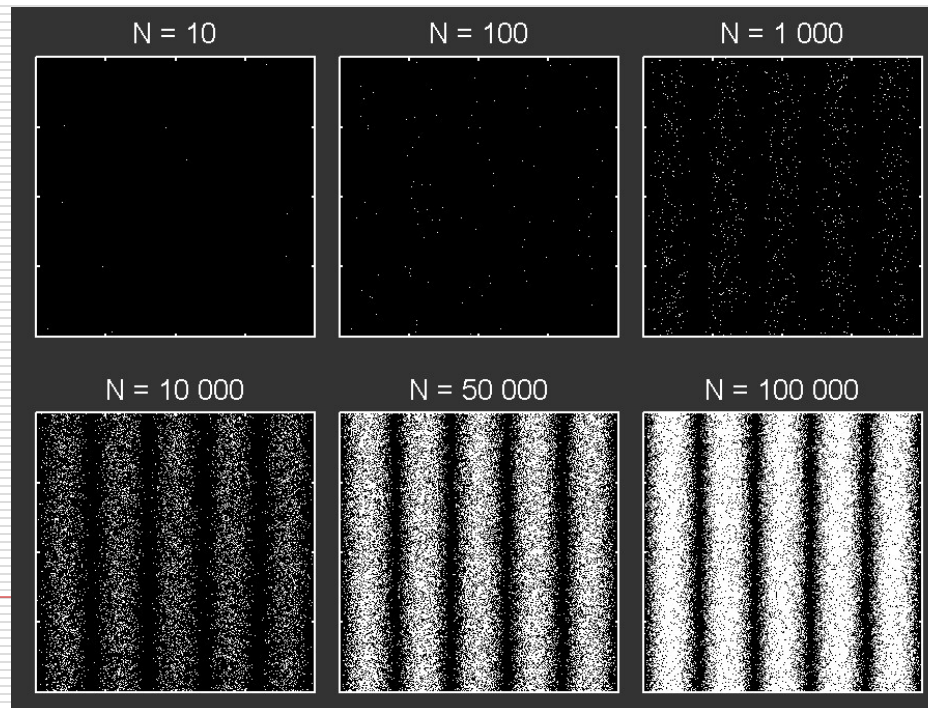 N = 10
N = 100
N = 1 000
N = 10 000
N = 50 000
N = 100 000